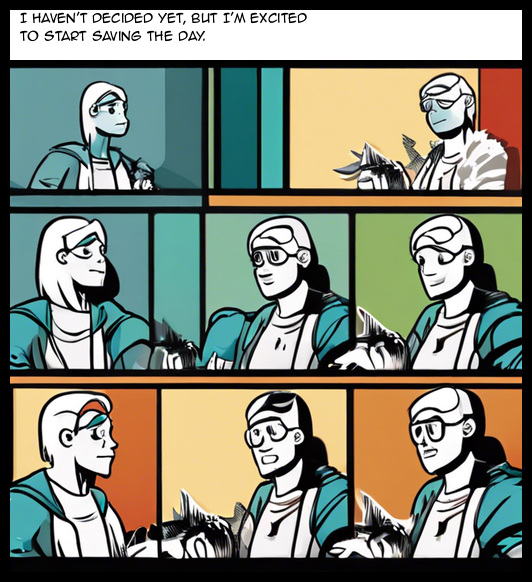 I HAVEN'T DECIDED YET, BUT I'M EXCITED
TO START SAVING THE DAY.